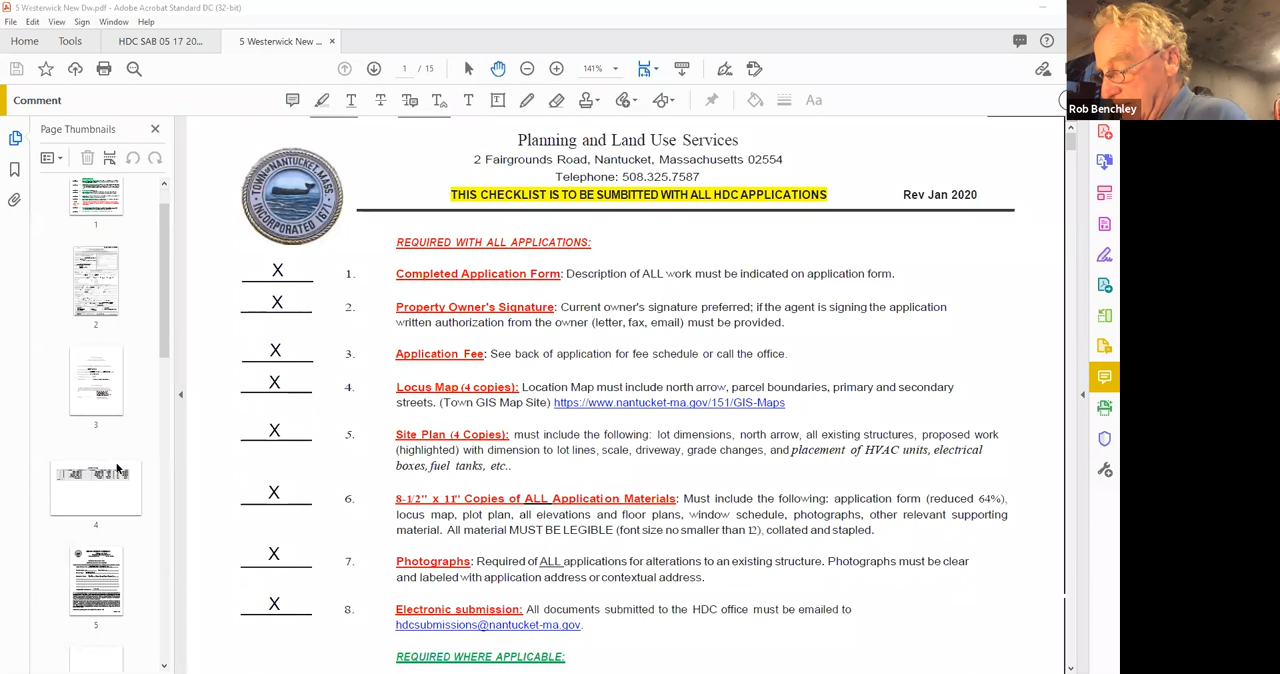 5 Westerwick New Dw.pdf - Adobe Acrobat Standard DC (32-bit)
File Edit View Sign Window Help
Home Tools HDC SAB 05 17 20... 5 Westerwick New ... ×
1 / 15 141%
Comment
Aa
Rob Benchley
Page Thumbnails
1
2
3
4
5
Planning and Land Use Services
2 Fairgrounds Road, Nantucket, Massachusetts 02554
Telephone: 508.325.7587
THIS CHECKLIST IS TO BE SUMBITTED WITH ALL HDC APPLICATIONS Rev Jan 2020
TOWN OF NANTUCKET, MASS
INCORPORATED 1671
REQUIRED WITH ALL APPLICATIONS:
X 1. Completed Application Form: Description of ALL work must be indicated on application form.
X 2. Property Owner's Signature: Current owner's signature preferred; if the agent is signing the application
written authorization from the owner (letter, fax, email) must be provided.
X 3. Application Fee: See back of application for fee schedule or call the office.
X 4. Locus Map (4 copies): Location Map must include north arrow, parcel boundaries, primary and secondary
streets. (Town GIS Map Site) https://www.nantucket-ma.gov/151/GIS-Maps
X 5. Site Plan (4 Copies): must include the following: lot dimensions, north arrow, all existing structures, proposed work
(highlighted) with dimension to lot lines, scale, driveway, grade changes, and placement of HVAC units, electrical
boxes, fuel tanks, etc..
X 6. 8-1/2" x 11" Copies of ALL Application Materials: Must include the following: application form (reduced 64%),
locus map, plot plan, all elevations and floor plans, window schedule, photographs, other relevant supporting
material. All material MUST BE LEGIBLE (font size no smaller than 12), collated and stapled.
X 7. Photographs: Required of ALL applications for alterations to an existing structure. Photographs must be clear
and labeled with application address or contextual address.
X 8. Electronic submission: All documents submitted to the HDC office must be emailed to
hdcsubmissions@nantucket-ma.gov.
REQUIRED WHERE APPLICABLE: